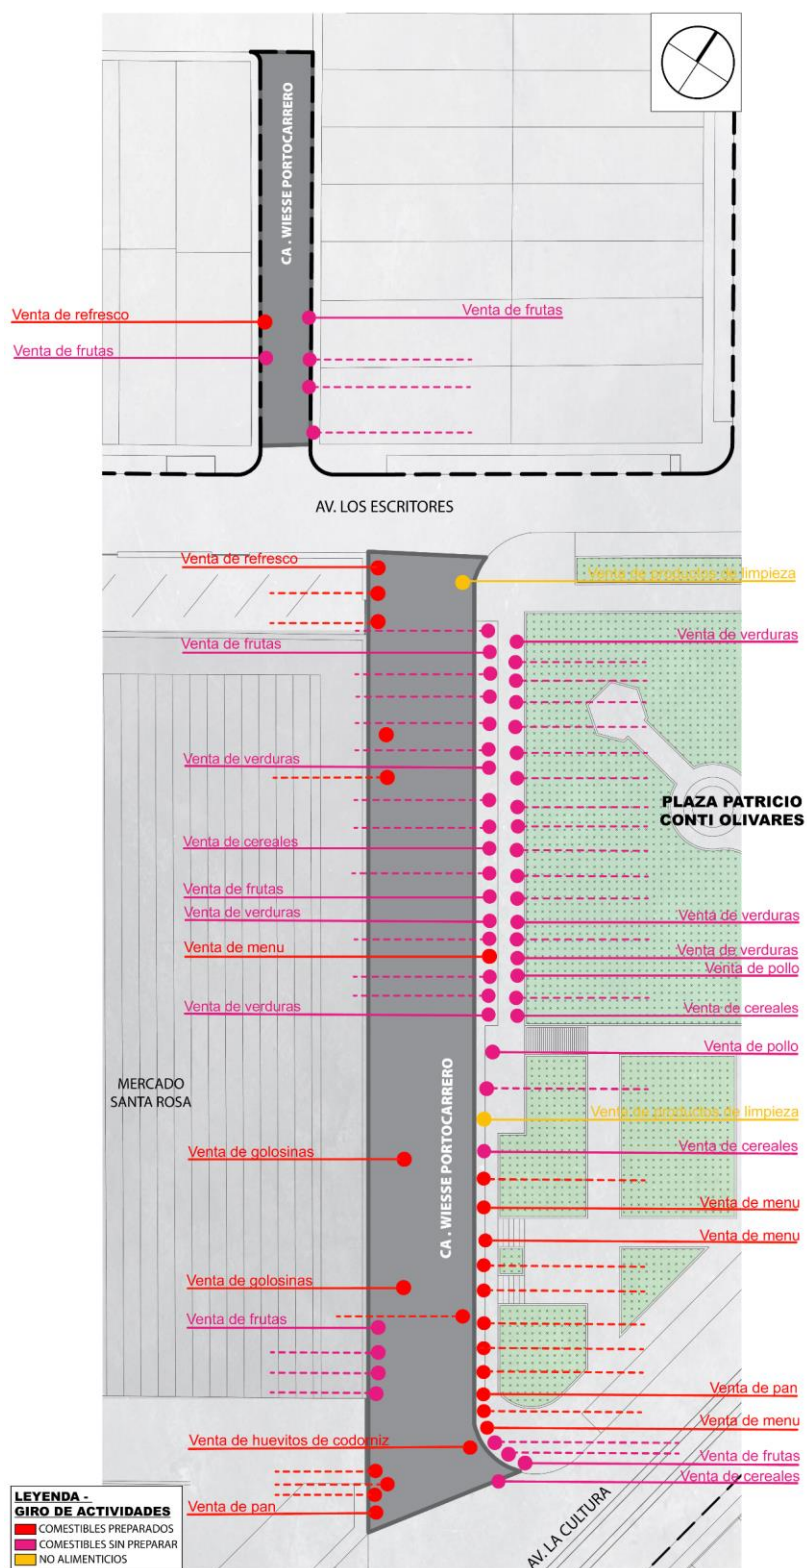 CA . WIESSE PORTOCARRERO
Venta de refresco
Venta de frutas
Venta de frutas
AV. LOS ESCRITORES
Venta de refresco
Venta de productos de limpieza
Venta de verduras
Venta de frutas
Venta de verduras
PLAZA PATRICIO
CONTI OLIVARES
Venta de cereales
Venta de frutas
Venta de verduras
Venta de verduras
Venta de menu
Venta de verduras
Venta de pollo
Venta de verduras
Venta de cereales
Venta de pollo
MERCADO
SANTA ROSA
CA . WIESSE PORTOCARRERO
Venta de productos de limpieza
Venta de golosinas
Venta de cereales
Venta de menu
Venta de menu
Venta de golosinas
Venta de frutas
Venta de pan
Venta de menu
Venta de huevitos de codorniz
Venta de frutas
Venta de cereales
Venta de pan
AV. LA CULTURA
LEYENDA -
GIRO DE ACTIVIDADES
COMESTIBLES PREPARADOS
COMESTIBLES SIN PREPARAR
NO ALIMENTICIOS